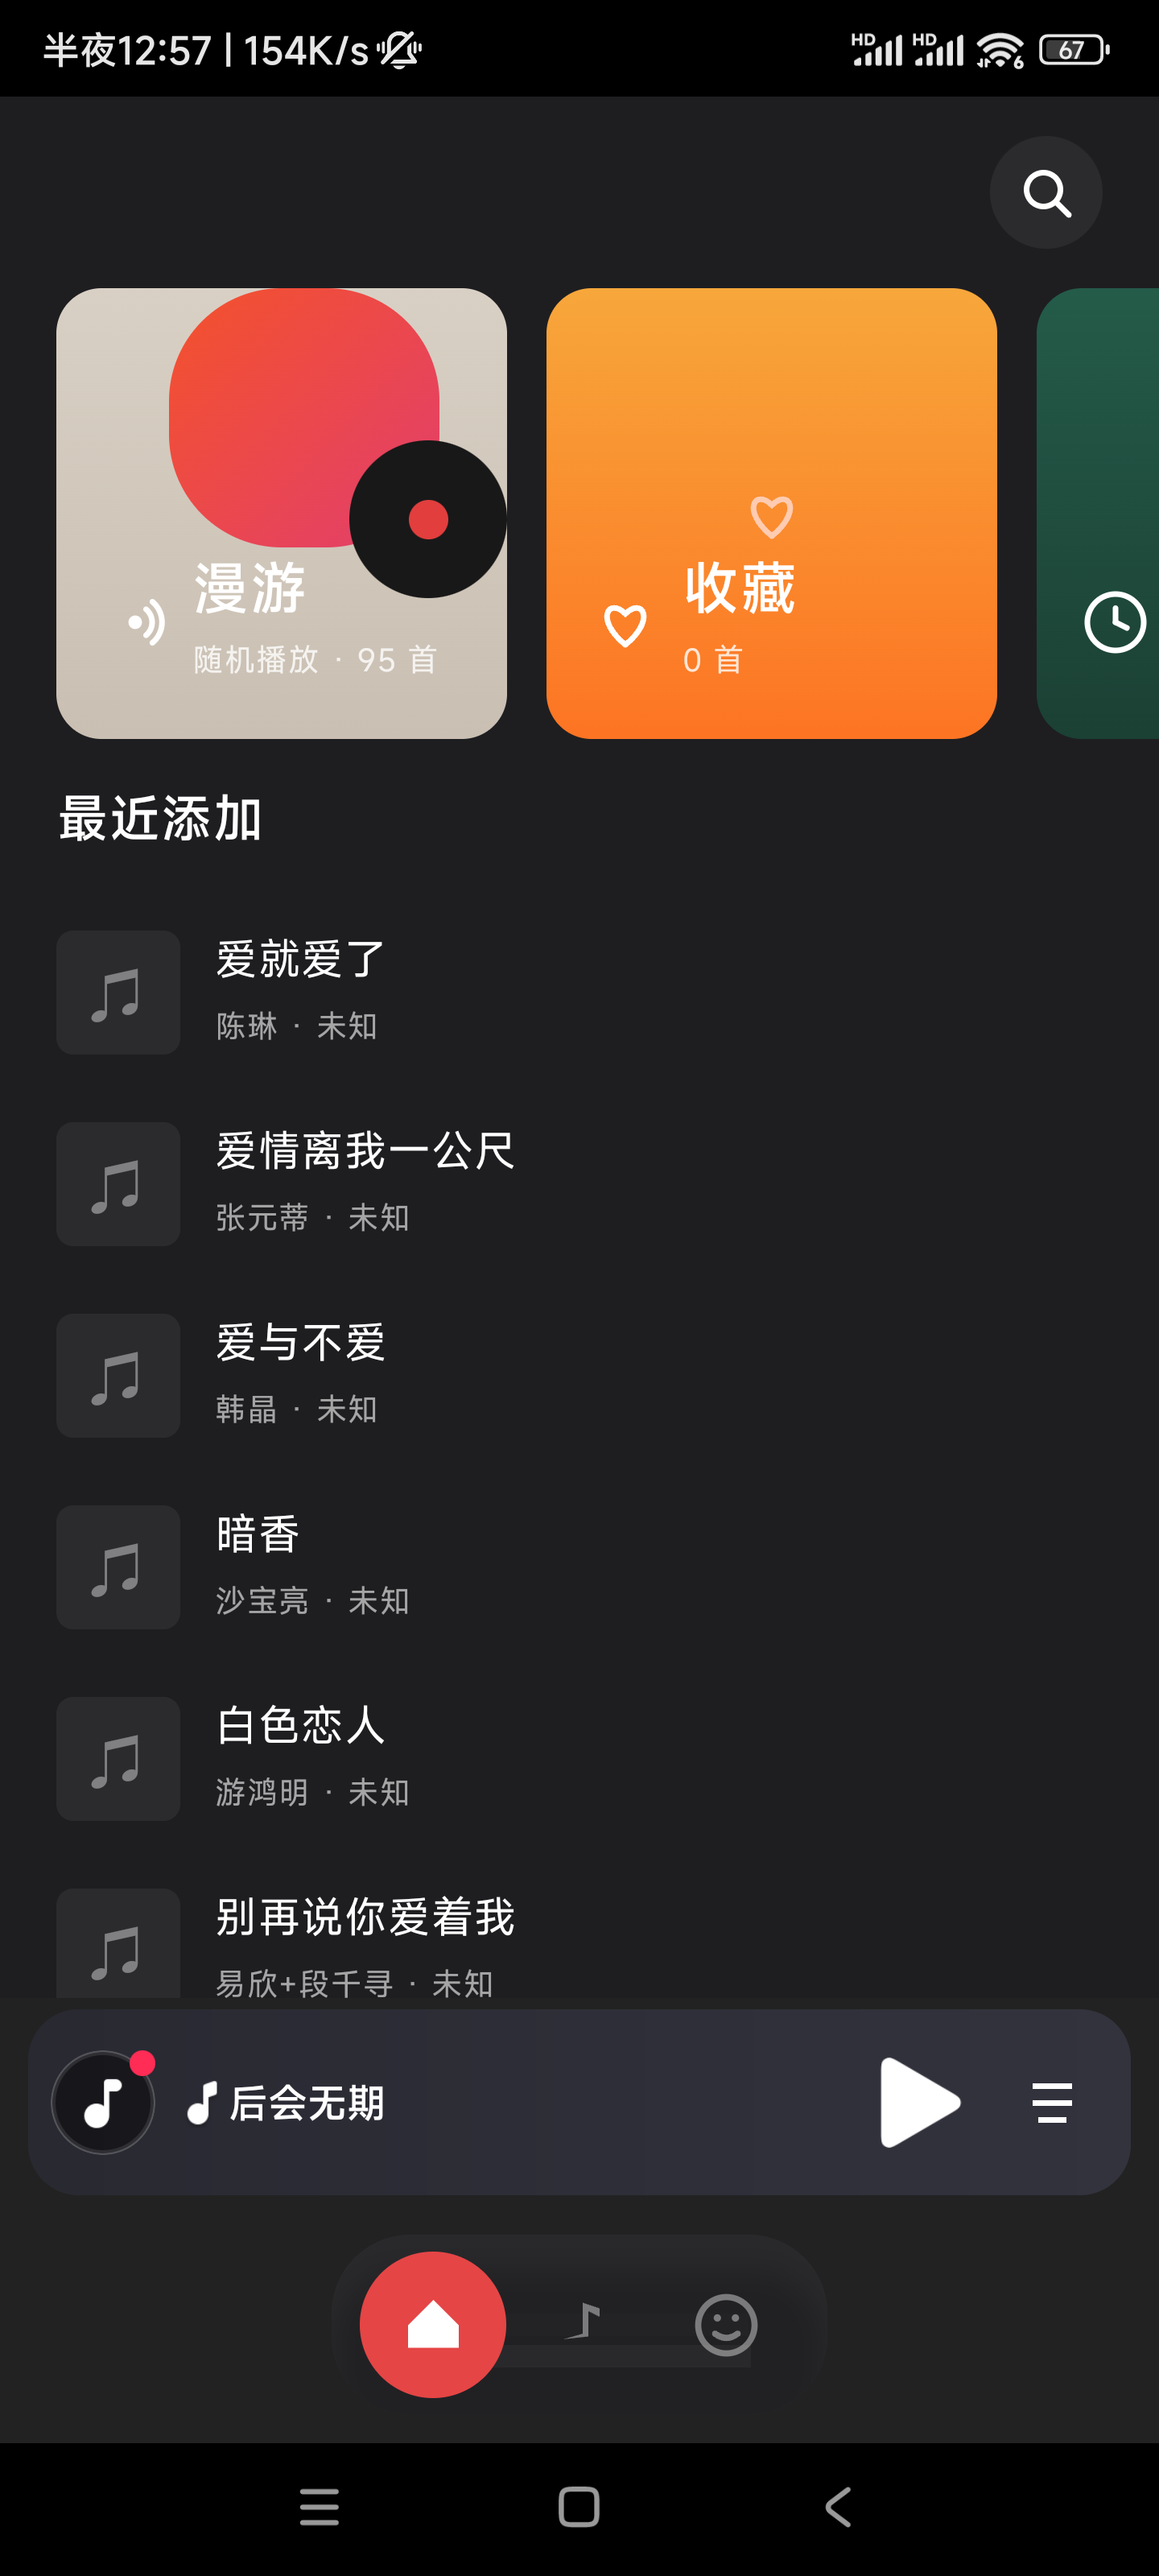 半夜12:57 | 154K/s
HD HD 6 67
漫游
随机播放 · 95 首
收藏
0 首
最近添加
爱就爱了
陈琳 · 未知
爱情离我一公尺
张元蒂 · 未知
爱与不爱
韩晶 · 未知
暗香
沙宝亮 · 未知
白色恋人
游鸿明 · 未知
别再说你爱着我
易欣+段千寻 · 未知
后会无期